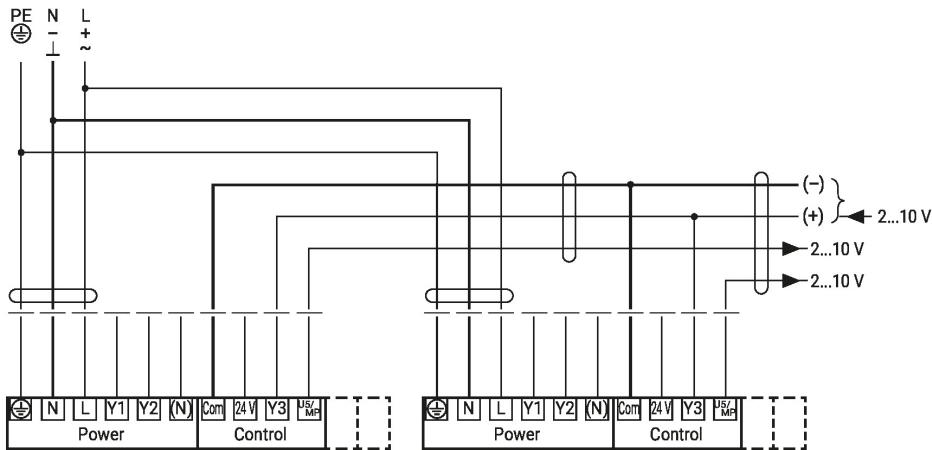 PE N L
– +
~
(–)
(+) 2...10 V
2...10 V
2...10 V
N L Y1 Y2 (N) Com 24 V Y3 U5/MP N L Y1 Y2 (N) Com 24 V Y3 U5/MP
Power Control Power Control